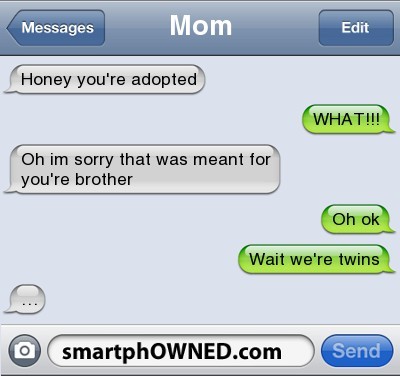 Messages
Mom
Edit
Honey you're adopted
WHAT!!!
Oh im sorry that was meant for
you're brother
Oh ok
Wait we're twins
...
smartphOWNED.com
Send